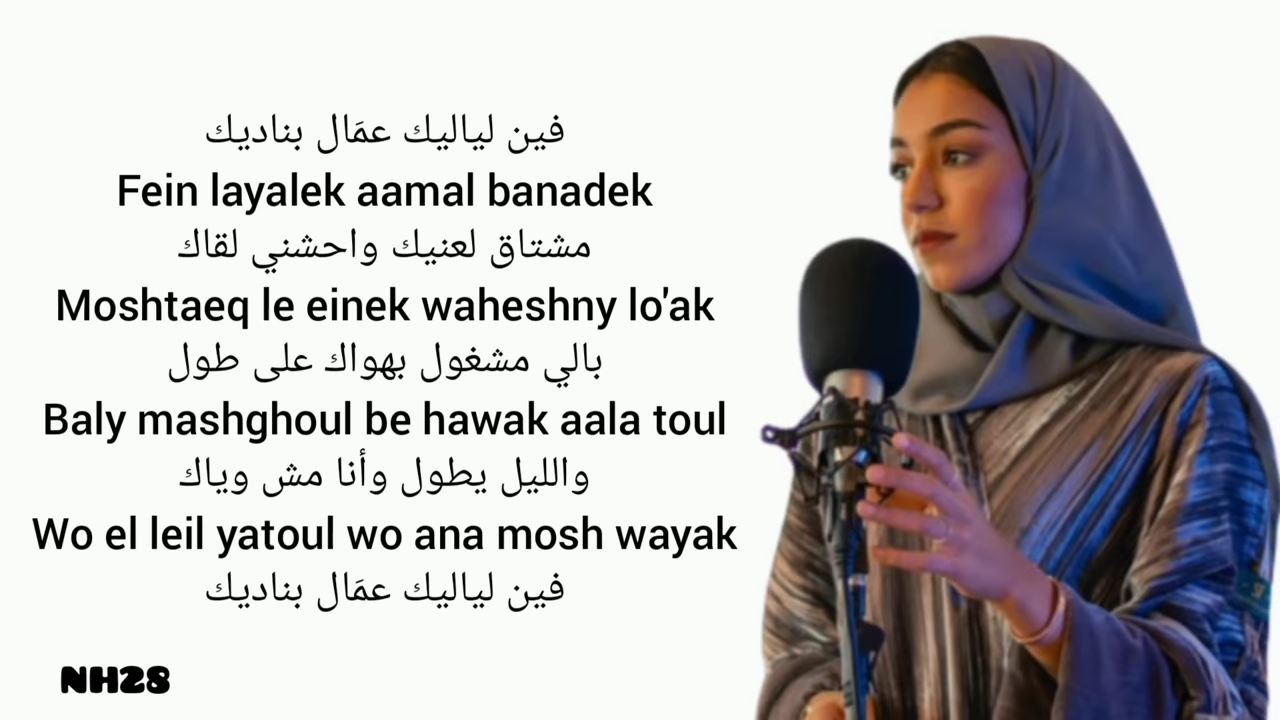 فين لياليك عمَال بناديك
Fein layalek aamal banadek
مشتاق لعنيك واحشني لقاك
Moshtaeq le einek waheshny lo'ak
بالي مشغول بهواك على طول
Baly mashghoul be hawak aala toul
والليل يطول وأنا مش وياك
Wo el leil yatoul wo ana mosh wayak
فين لياليك عمَال بناديك
NH28